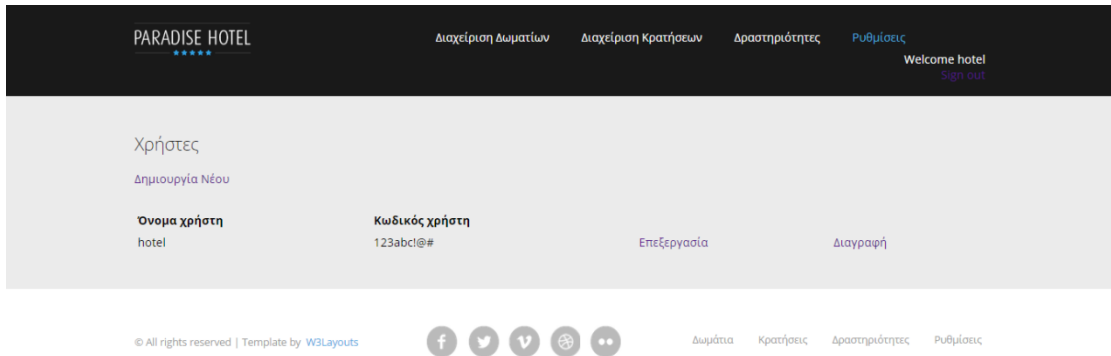 PARADISE HOTEL
Διαχείριση Δωματίων Διαχείριση Κρατήσεων Δραστηριότητες Ρυθμίσεις
Welcome hotel
Sign out
Χρήστες
Δημιουργία Νέου
Όνομα χρήστη Κωδικός χρήστη
hotel 123abc!@# Επεξεργασία Διαγραφή
© All rights reserved | Template by W3Layouts Δωμάτια Κρατήσεις Δραστηριότητες Ρυθμίσεις